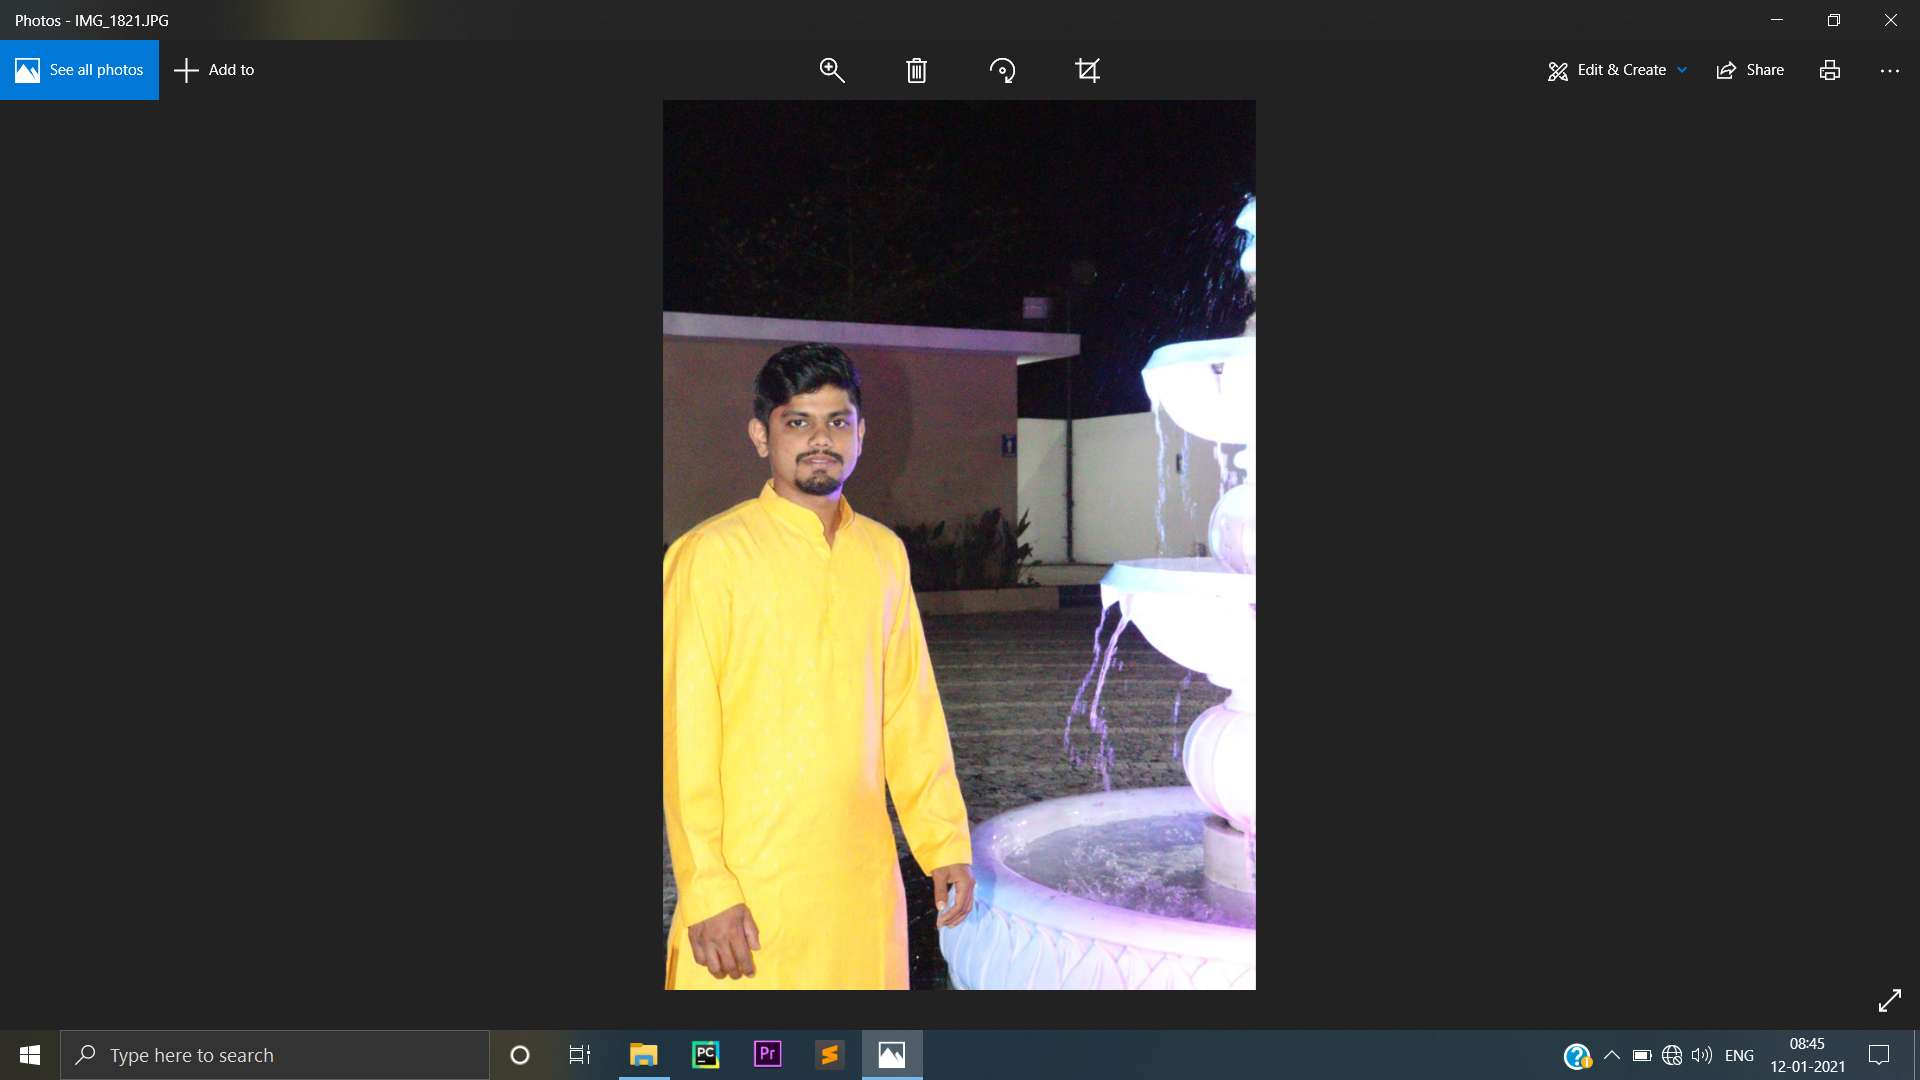 Photos - IMG_1821.JPG
See all photos
Add to
Edit & Create
Share
Type here to search
PC
Pr
ENG
08:45
12-01-2021